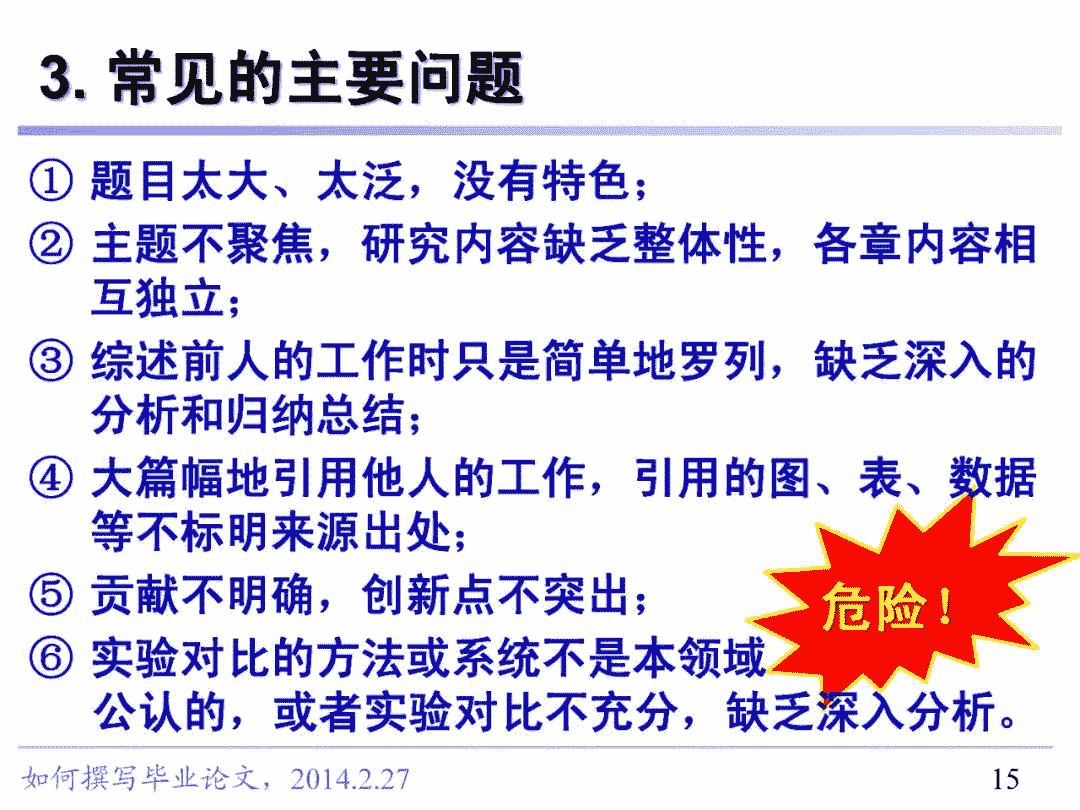 3. 常见的主要问题
① 题目太大、太泛，没有特色；
② 主题不聚焦，研究内容缺乏整体性，各章内容相
互独立；
③ 综述前人的工作时只是简单地罗列，缺乏深入的
分析和归纳总结；
④ 大篇幅地引用他人的工作，引用的图、表、数据
等不标明来源出处；
⑤ 贡献不明确，创新点不突出；
危险！
⑥ 实验对比的方法或系统不是本领域
公认的，或者实验对比不充分，缺乏深入分析。
如何撰写毕业论文，2014.2.27
15